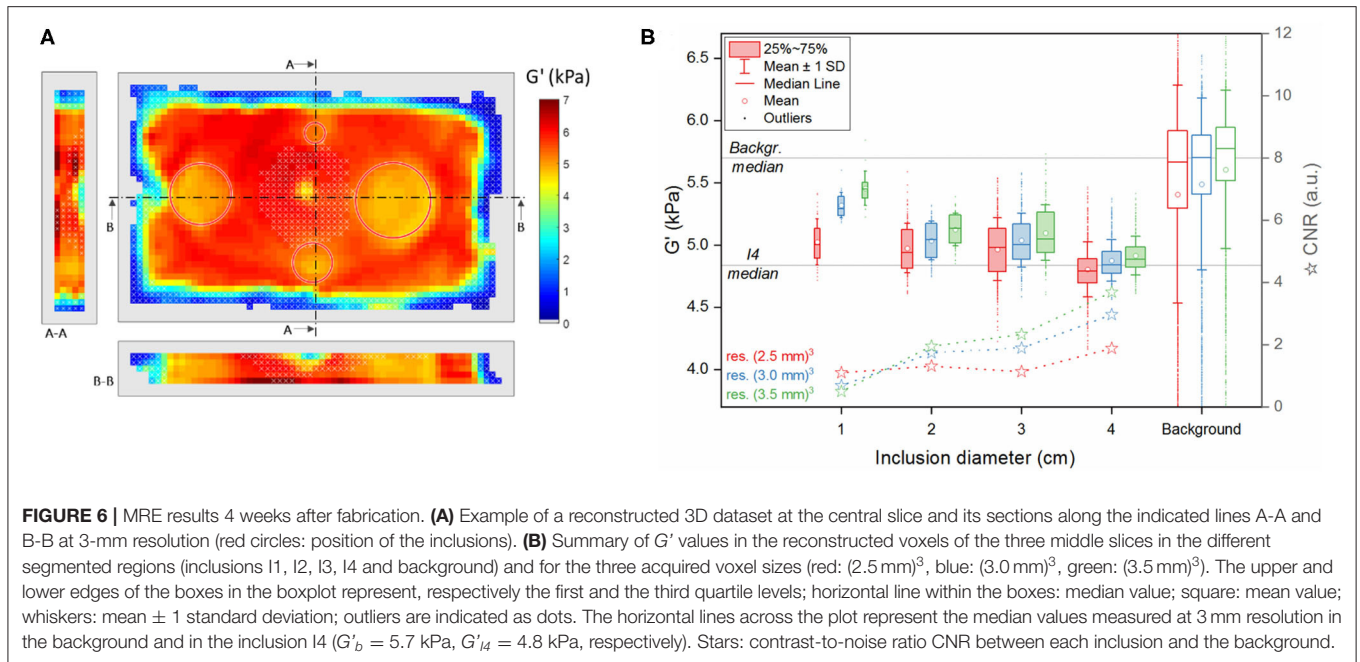 A
A
G' (kPa)
7
6
5
4
3
2
1
0
B
B
A
A-A
B-B
B
6.5
6.0
5.5
5.0
4.5
4.0
G' (kPa)
25%~75%
Mean ± 1 SD
Median Line
Mean
Outliers
Backgr.
median
I4
median
res. (2.5 mm)³
res. (3.0 mm)³
res. (3.5 mm)³
12
10
8
6
4
2
0
☆ CNR (a.u.)
1 2 3 4 Background
Inclusion diameter (cm)
FIGURE 6 | MRE results 4 weeks after fabrication. (A) Example of a reconstructed 3D dataset at the central slice and its sections along the indicated lines A-A and
B-B at 3-mm resolution (red circles: position of the inclusions). (B) Summary of G' values in the reconstructed voxels of the three middle slices in the different
segmented regions (inclusions I1, I2, I3, I4 and background) and for the three acquired voxel sizes (red: (2.5 mm)³, blue: (3.0 mm)³, green: (3.5 mm)³). The upper and
lower edges of the boxes in the boxplot represent, respectively the first and the third quartile levels; horizontal line within the boxes: median value; square: mean value;
whiskers: mean ± 1 standard deviation; outliers are indicated as dots. The horizontal lines across the plot represent the median values measured at 3 mm resolution in
the background and in the inclusion I4 (G'b = 5.7 kPa, G'I4 = 4.8 kPa, respectively). Stars: contrast-to-noise ratio CNR between each inclusion and the background.